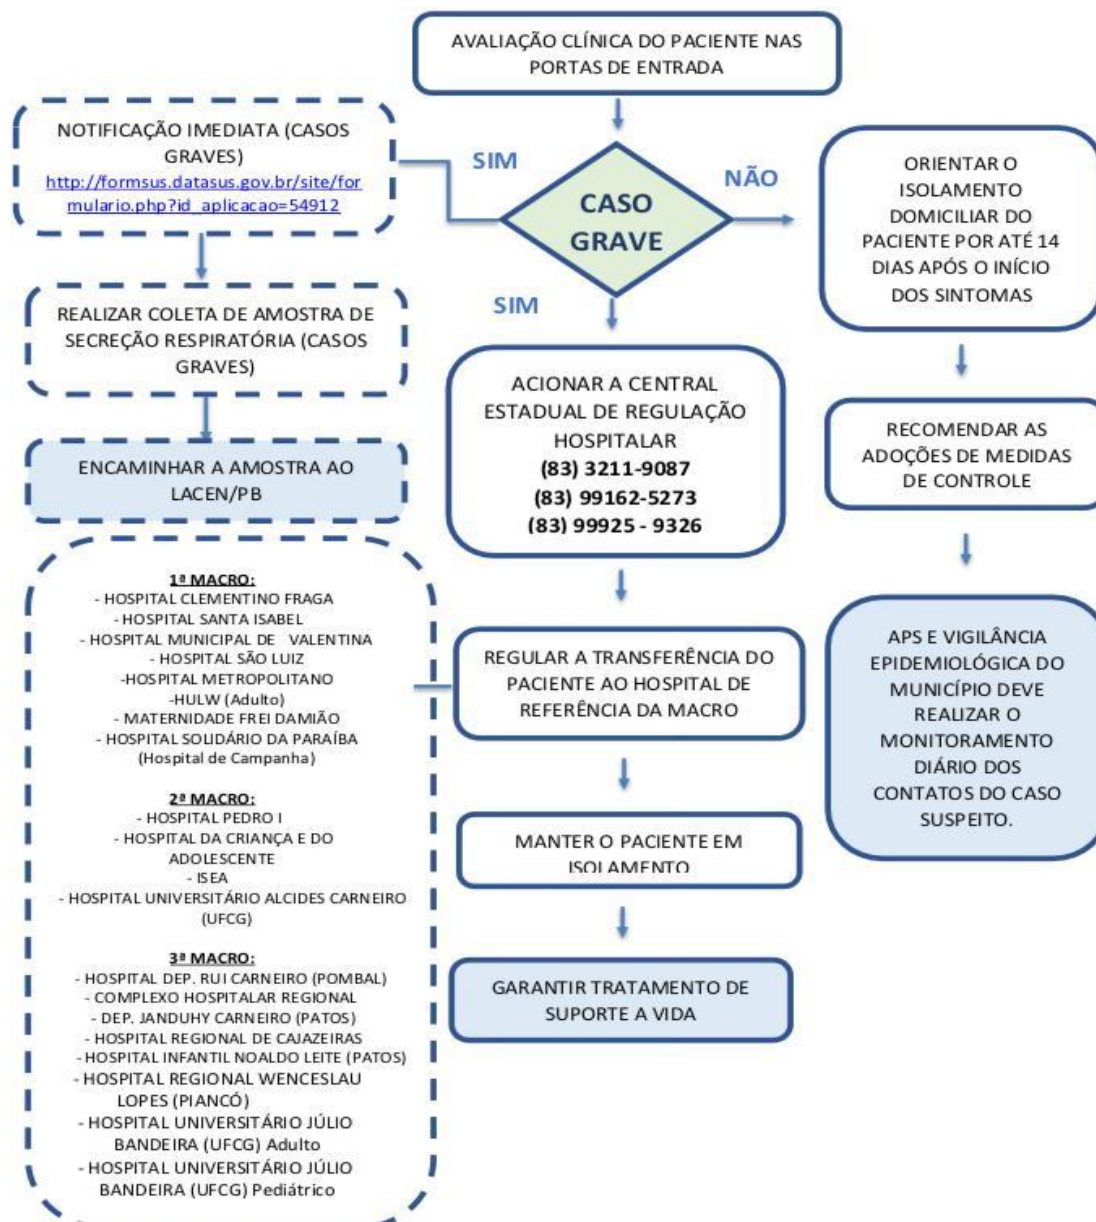 AVALIAÇÃO CLÍNICA DO PACIENTE NAS
PORTAS DE ENTRADA
NOTIFICAÇÃO IMEDIATA (CASOS
GRAVES)
http://formsus.datasus.gov.br/site/for
mulario.php?id_aplicacao=54912
SIM
CASO
GRAVE
NÃO
SIM
ORIENTAR O
ISOLAMENTO
DOMICILIAR DO
PACIENTE POR ATÉ 14
DIAS APÓS O INÍCIO
DOS SINTOMAS
REALIZAR COLETA DE AMOSTRA DE
SECREÇÃO RESPIRATÓRIA (CASOS
GRAVES)
ENCAMINHAR A AMOSTRA AO
LACEN/PB
ACIONAR A CENTRAL
ESTADUAL DE REGULAÇÃO
HOSPITALAR
(83) 3211-9087
(83) 99162-5273
(83) 99925 - 9326
RECOMENDAR AS
ADOÇÕES DE MEDIDAS
DE CONTROLE
1ª MACRO:
- HOSPITAL CLEMENTINO FRAGA
- HOSPITAL SANTA ISABEL
- HOSPITAL MUNICIPAL DE VALENTINA
- HOSPITAL SÃO LUIZ
-HOSPITAL METROPOLITANO
-HULW (Adulto)
- MATERNIDADE FREI DAMIÃO
- HOSPITAL SOLIDÁRIO DA PARAÍBA
(Hospital de Campanha)
2ª MACRO:
- HOSPITAL PEDRO I
- HOSPITAL DA CRIANÇA E DO
ADOLESCENTE
- ISEA
- HOSPITAL UNIVERSITÁRIO ALCIDES CARNEIRO
(UFCG)
3ª MACRO:
- HOSPITAL DEP. RUI CARNEIRO (POMBAL)
- COMPLEXO HOSPITALAR REGIONAL
- DEP. JANDUHY CARNEIRO (PATOS)
- HOSPITAL REGIONAL DE CAJAZEIRAS
- HOSPITAL INFANTIL NOALDO LEITE (PATOS)
- HOSPITAL REGIONAL WENCESLAU
LOPES (PIANCÓ)
- HOSPITAL UNIVERSITÁRIO JÚLIO
BANDEIRA (UFCG) Adulto
- HOSPITAL UNIVERSITÁRIO JÚLIO
BANDEIRA (UFCG) Pediátrico
REGULAR A TRANSFERÊNCIA DO
PACIENTE AO HOSPITAL DE
REFERÊNCIA DA MACRO
MANTER O PACIENTE EM
ISOLAMENTO
GARANTIR TRATAMENTO DE
SUPORTE A VIDA
APS E VIGILÂNCIA
EPIDEMIOLÓGICA DO
MUNICÍPIO DEVE
REALIZAR O
MONITORAMENTO
DIÁRIO DOS
CONTATOS DO CASO
SUSPEITO.